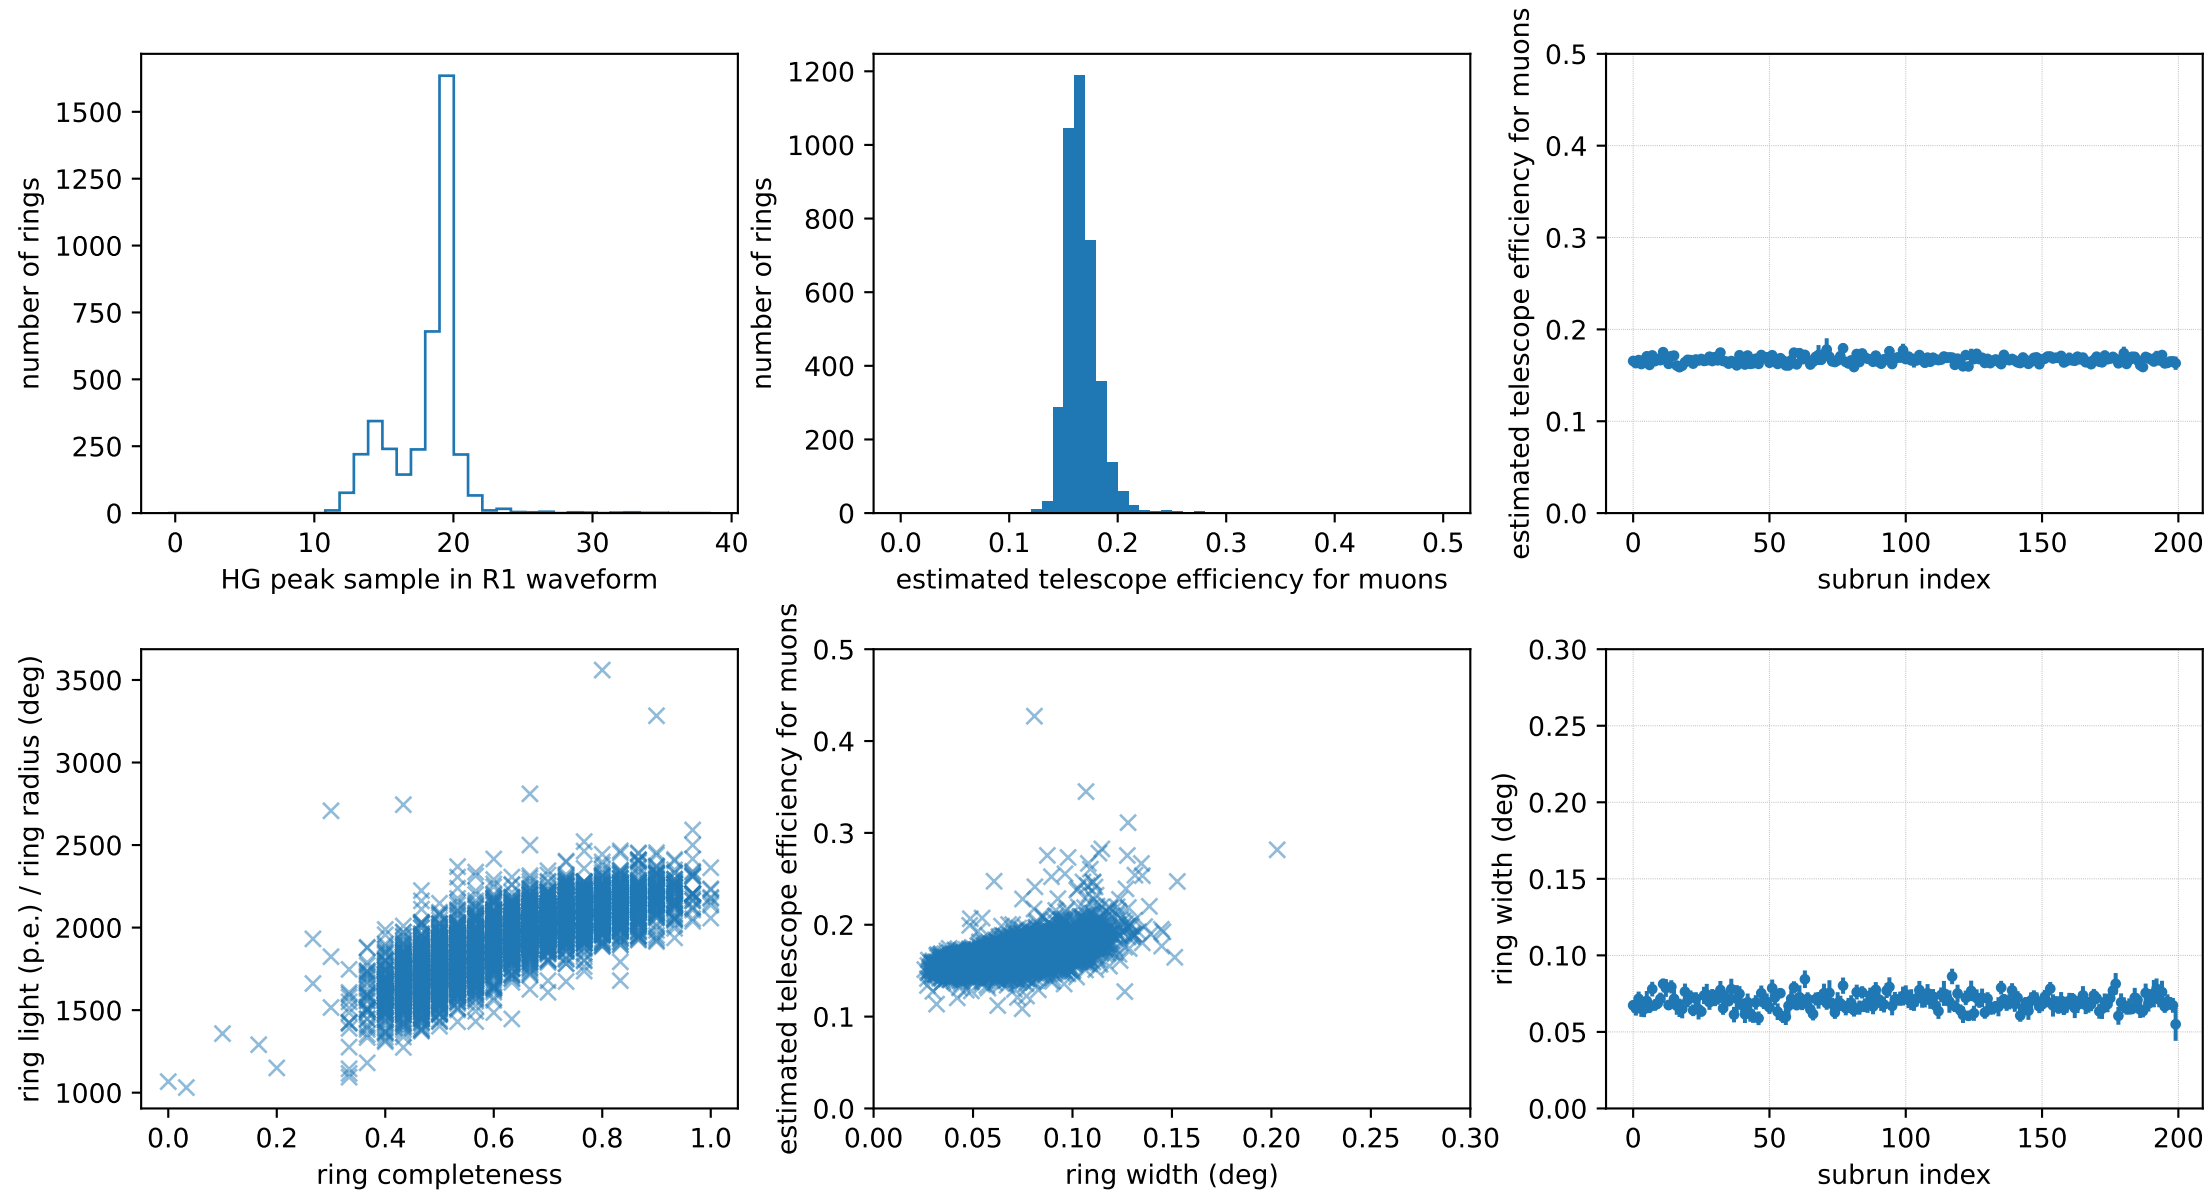 number of rings
1500
1250
1000
750
500
250
0
0 10 20 30 40
HG peak sample in R1 waveform
number of rings
1200
1000
800
600
400
200
0
0.0 0.1 0.2 0.3 0.4 0.5
estimated telescope efficiency for muons
estimated telescope efficiency for muons
0.5
0.4
0.3
0.2
0.1
0.0
0 50 100 150 200
subrun index
ring light (p.e.) / ring radius (deg)
3500
3000
2500
2000
1500
1000
0.0 0.2 0.4 0.6 0.8 1.0
ring completeness
estimated telescope efficiency for muons
0.5
0.4
0.3
0.2
0.1
0.0
0.00 0.05 0.10 0.15 0.20 0.25 0.30
ring width (deg)
ring width (deg)
0.30
0.25
0.20
0.15
0.10
0.05
0.00
0 50 100 150 200
subrun index